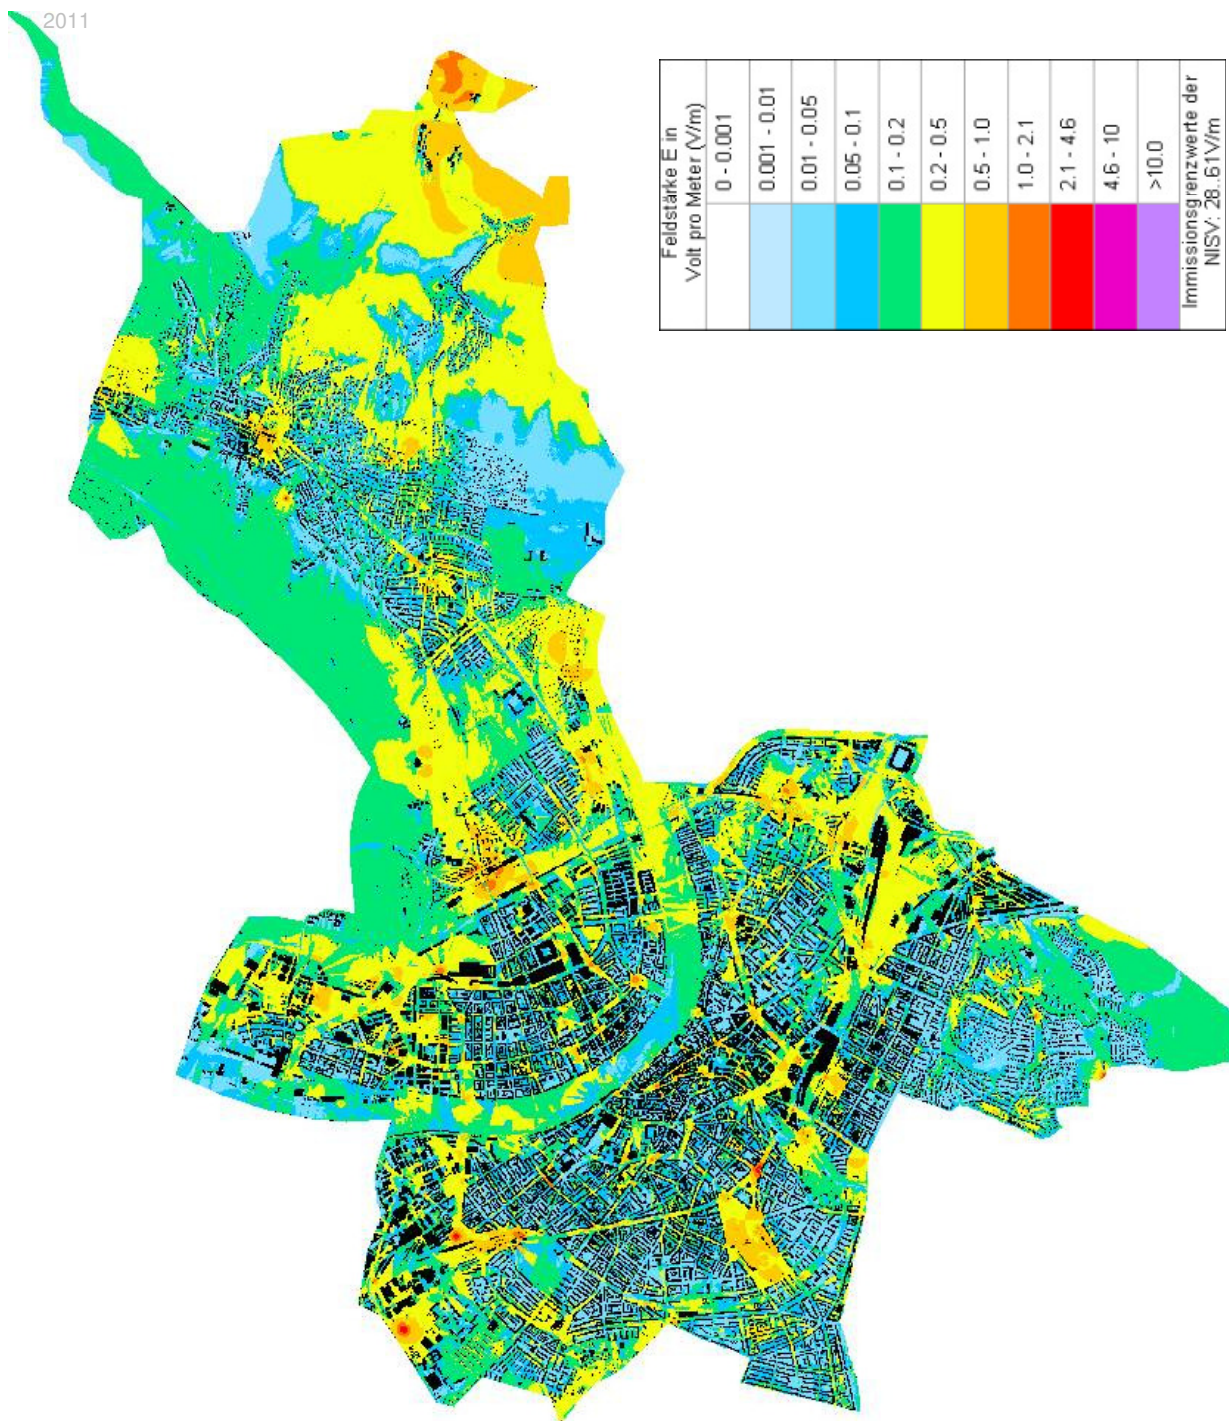 2011
Feldstärke E in
Volt pro Meter (V/m)
0 - 0.001
0.001 - 0.01
0.01 - 0.05
0.05 - 0.1
0.1 - 0.2
0.2 - 0.5
0.5 - 1.0
1.0 - 2.1
2.1 - 4.6
4.6 - 10
>10.0
Immissionsgrenzwerte der
NISV: 28..61V/m